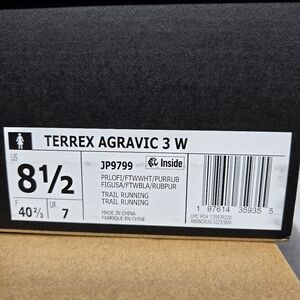 TERREX AGRAVIC 3 W
US
8½
F
40⅔
UK
7
JP9799
Inside
PRLOFI/FTWWHT/PURRUB
FIGUSA/FTWBLA/RUBPUR
TRAIL RUNNING
TRAIL RUNNING
MADE IN CHINA
FABRIQUÉ EN CHINE
1 97614 35935 5